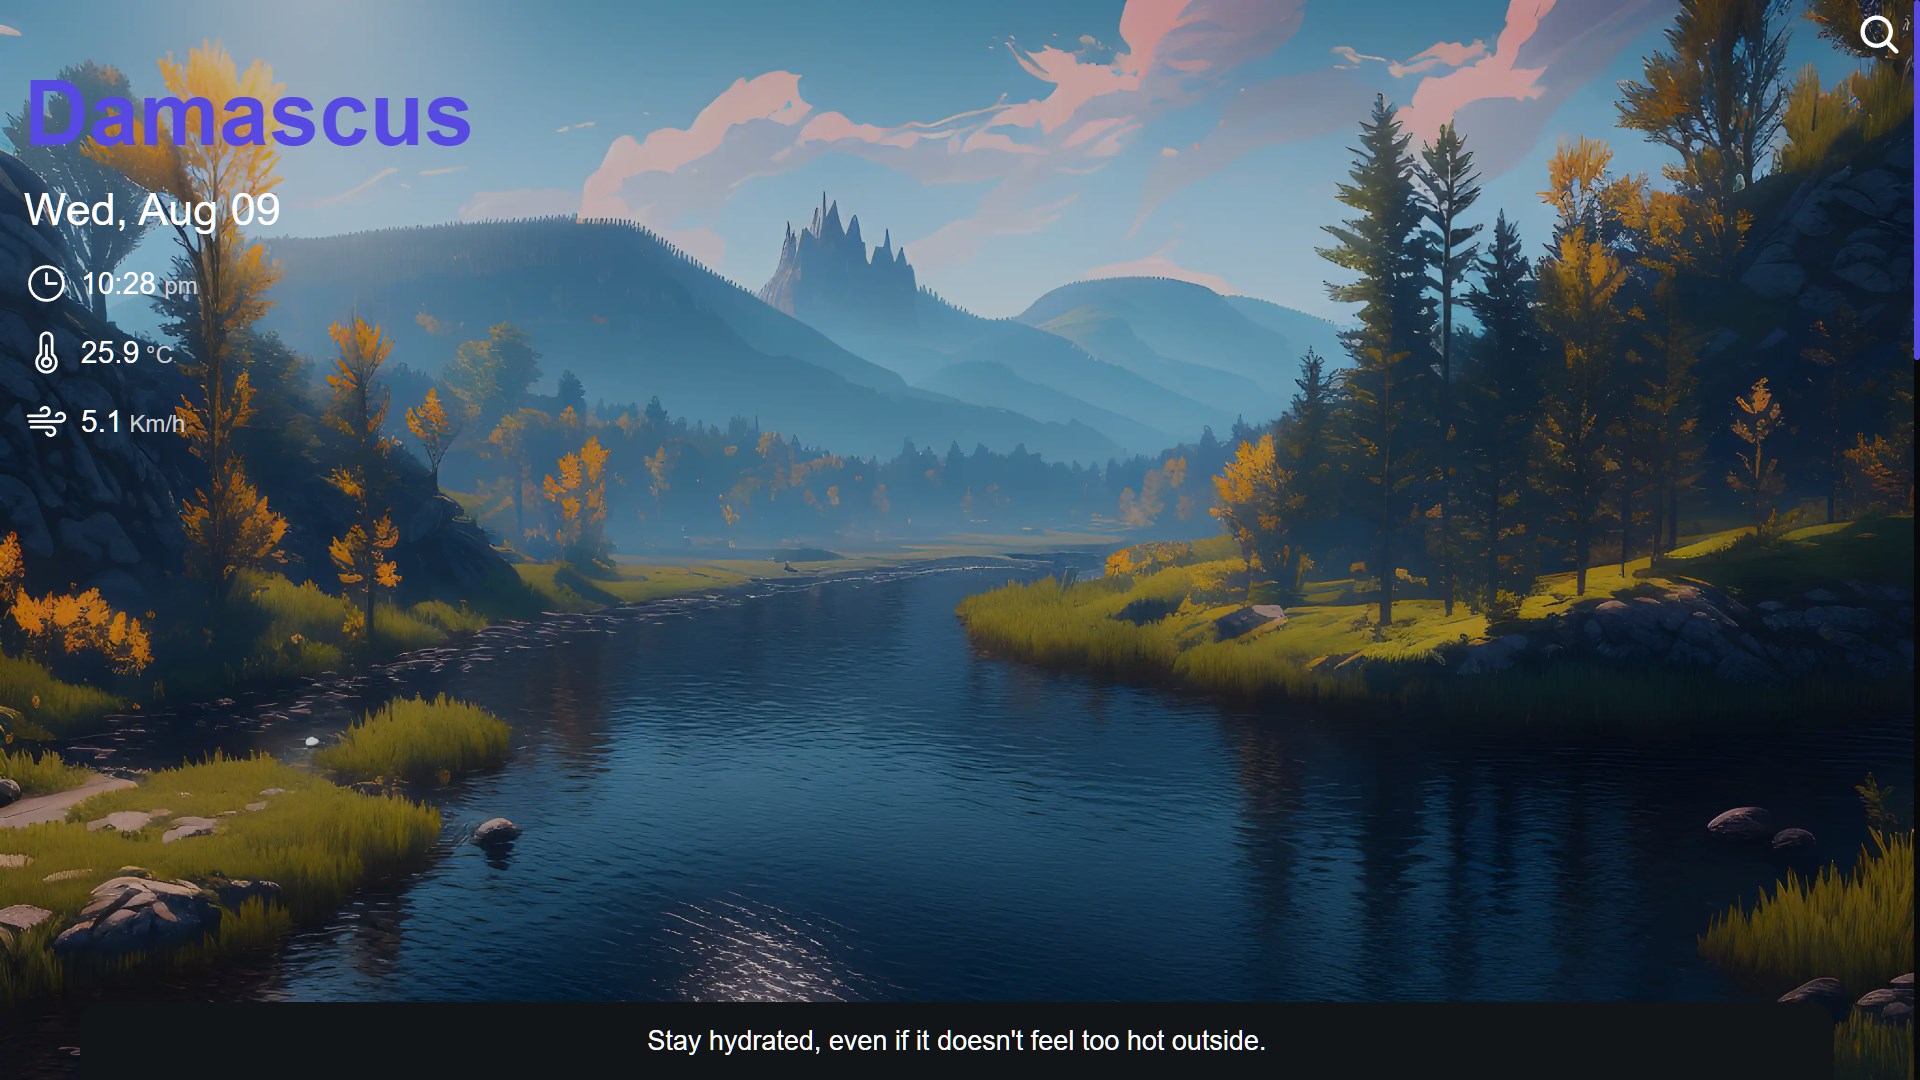 Damascus
Wed, Aug 09
10:28 pm
25.9 °C
5.1 Km/h
Stay hydrated, even if it doesn't feel too hot outside.